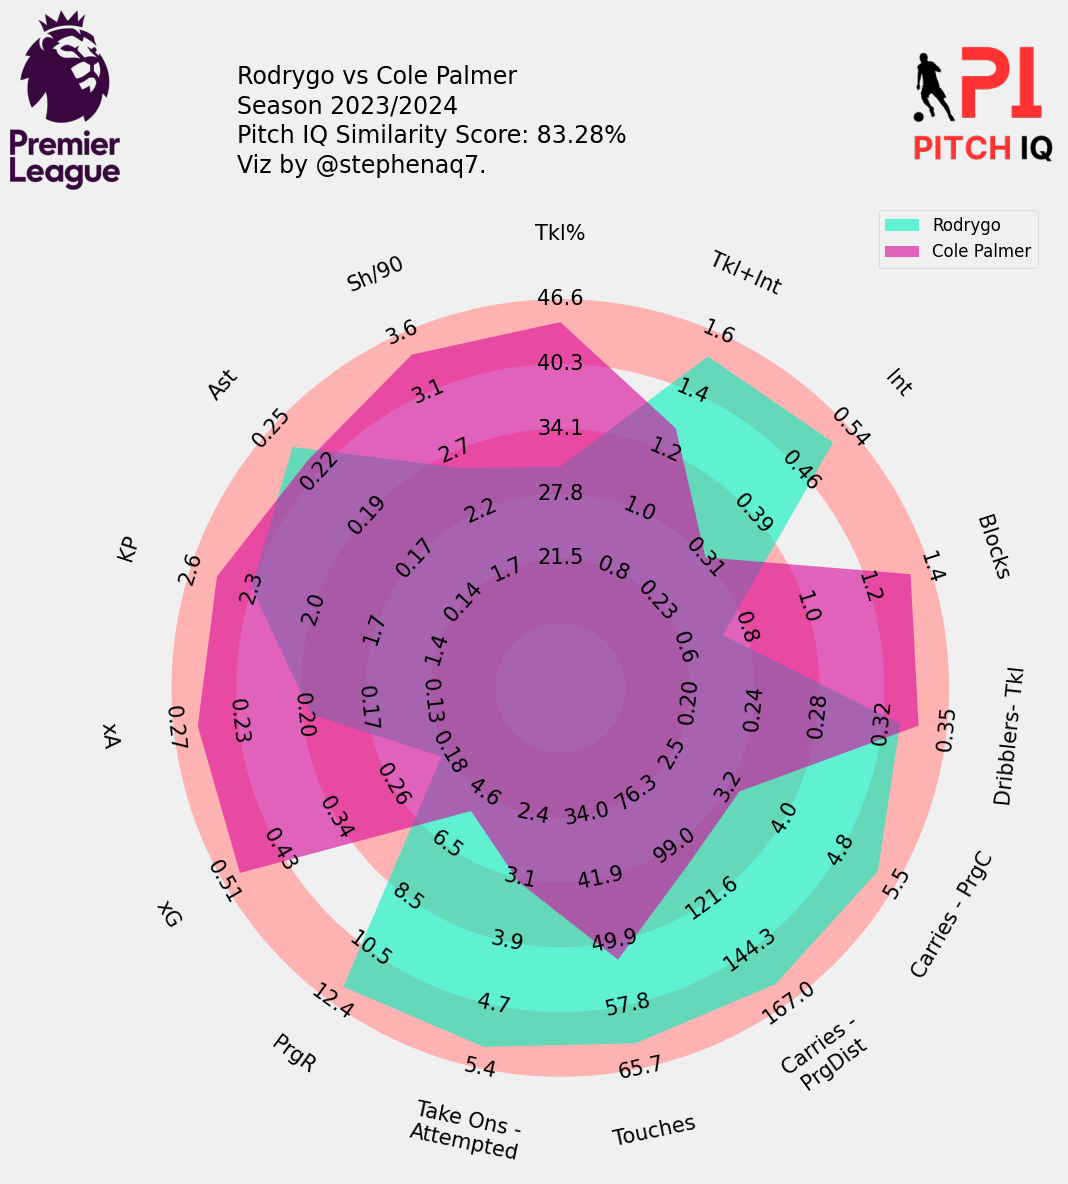 Premier
League
Rodrygo vs Cole Palmer
Season 2023/2024
Pitch IQ Similarity Score: 83.28%
Viz by @stephenaq7.
PI
PITCH IQ
Rodrygo
Cole Palmer
Tkl%
46.6
40.3
34.1
27.8
21.5
Tkl+Int
1.6
1.4
1.2
1.0
0.8
Int
0.54
0.46
0.39
0.31
0.23
Blocks
1.4
1.2
1.0
0.8
0.6
Dribblers- Tkl
0.35
0.32
0.28
0.24
0.20
Carries - PrgC
5.5
4.8
4.0
3.2
2.5
Carries -
PrgDist
167.0
144.3
121.6
99.0
76.3
Touches
65.7
57.8
49.9
41.9
34.0
Take Ons -
Attempted
5.4
4.7
3.9
3.1
2.4
PrgR
12.4
10.5
8.5
6.5
4.6
xG
0.51
0.43
0.34
0.26
0.18
xA
0.27
0.23
0.20
0.17
0.13
KP
2.6
2.3
2.0
1.7
1.4
Ast
0.25
0.22
0.19
0.17
0.14
Sh/90
3.6
3.1
2.7
2.2
1.7